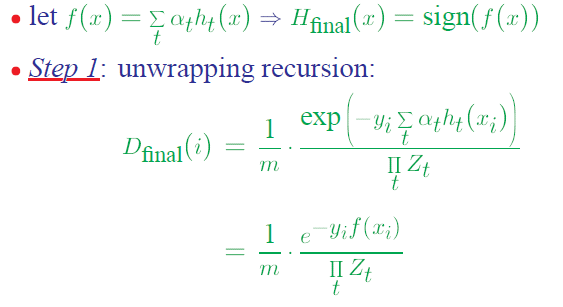 • let f(x) = ∑_t α_t h_t(x) ⇒ H_final(x) = sign(f(x))
• Step 1: unwrapping recursion:
D_final(i) = 1/m · exp(−y_i ∑_t α_t h_t(x_i)) / ∏_t Z_t
= 1/m · e^{−y_i f(x_i)} / ∏_t Z_t